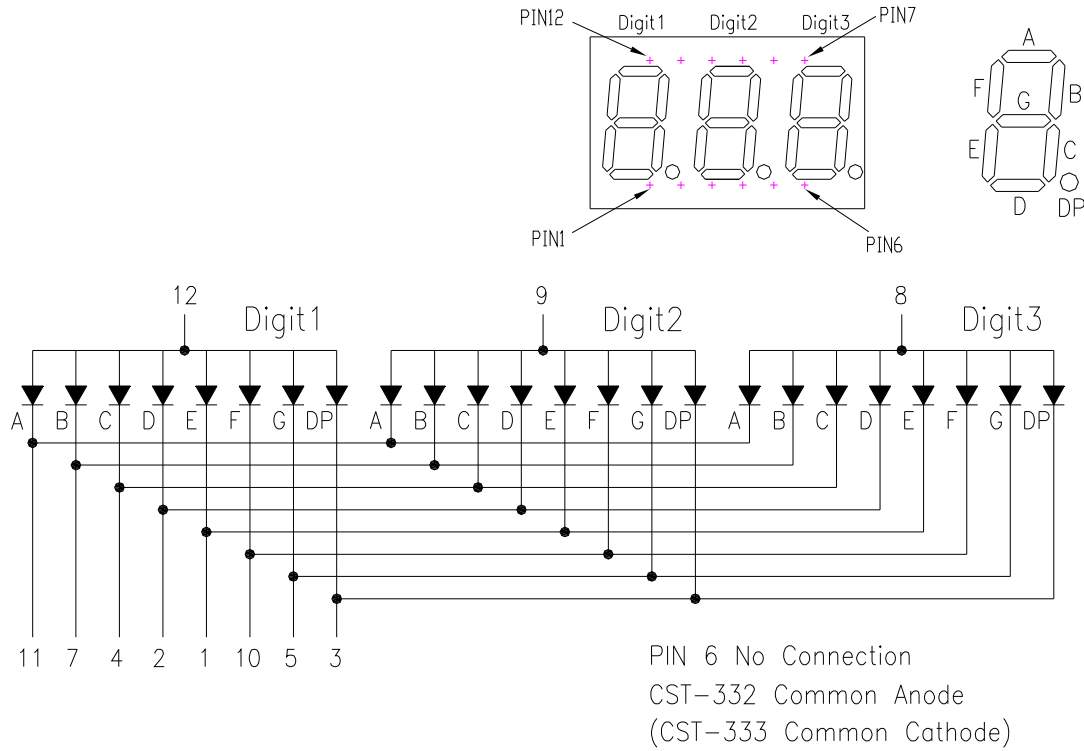 PIN12 Digit1 Digit2 Digit3 PIN7
A
F B
G
E C
D DP
PIN1 PIN6
12 9 8
Digit1 Digit2 Digit3
A B C D E F G DP A B C D E F G DP A B C D E F G DP
11 7 4 2 1 10 5 3
PIN 6 No Connection
CST-332 Common Anode
(CST-333 Common Cathode)